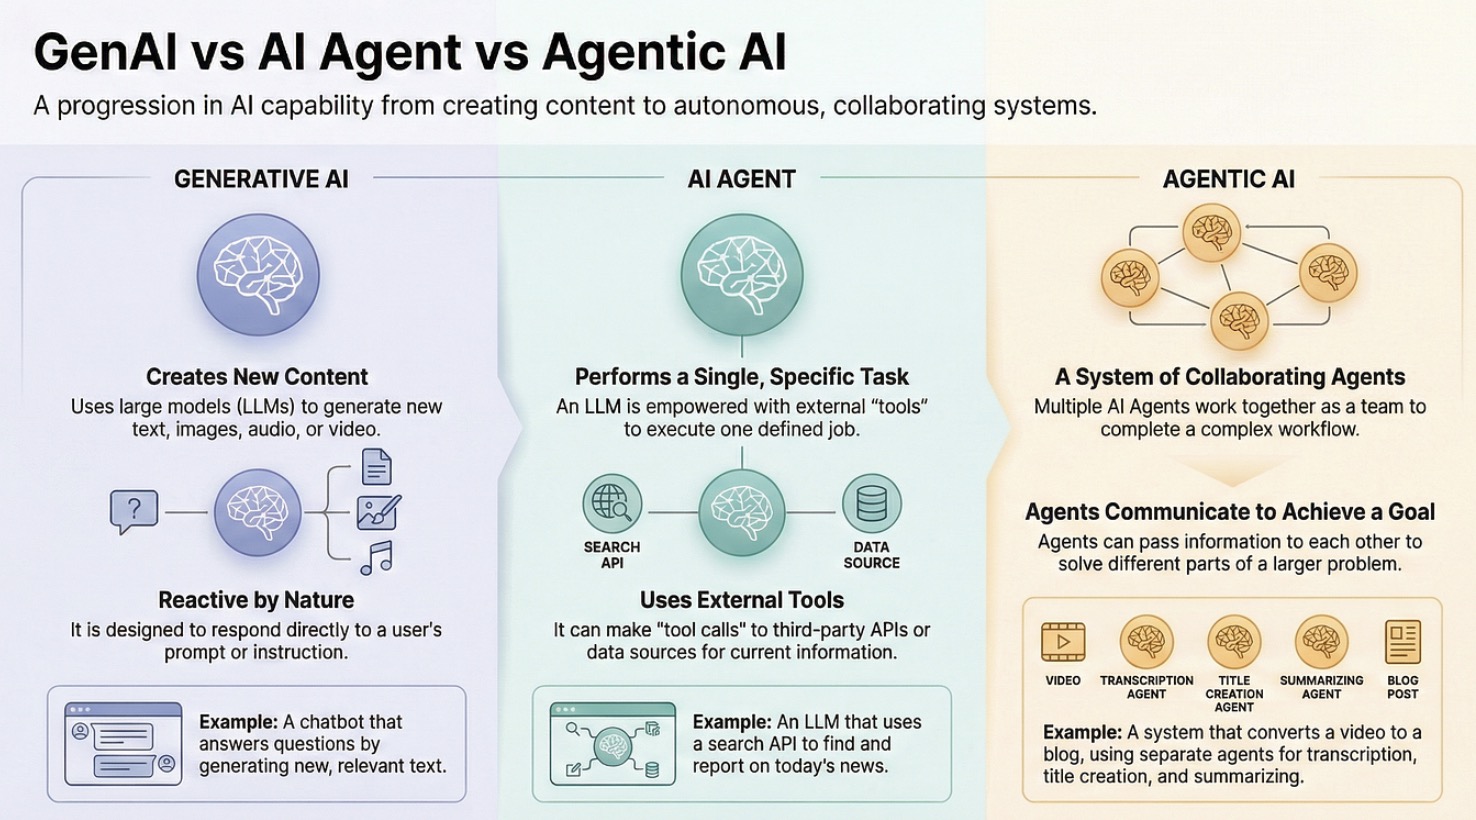 GenAI vs AI Agent vs Agentic AI
A progression in AI capability from creating content to autonomous, collaborating systems.
GENERATIVE AI
Creates New Content
Uses large models (LLMs) to generate new
text, images, audio, or video.
?
Reactive by Nature
It is designed to respond directly to a user's
prompt or instruction.
Example: A chatbot that
answers questions by
generating new, relevant text.
AI AGENT
Performs a Single, Specific Task
An LLM is empowered with external “tools”
to execute one defined job.
SEARCH
API
DATA
SOURCE
Uses External Tools
It can make "tool calls" to third-party APIs or
data sources for current information.
Example: An LLM that uses
a search API to find and
report on today's news.
AGENTIC AI
A System of Collaborating Agents
Multiple AI Agents work together as a team to
complete a complex workflow.
Agents Communicate to Achieve a Goal
Agents can pass information to each other to
solve different parts of a larger problem.
VIDEO
TRANSCRIPTION
AGENT
TITLE
CREATION
AGENT
SUMMARIZING
AGENT
BLOG
POST
Example: A system that converts a video to a
blog, using separate agents for transcription,
title creation, and summarizing.